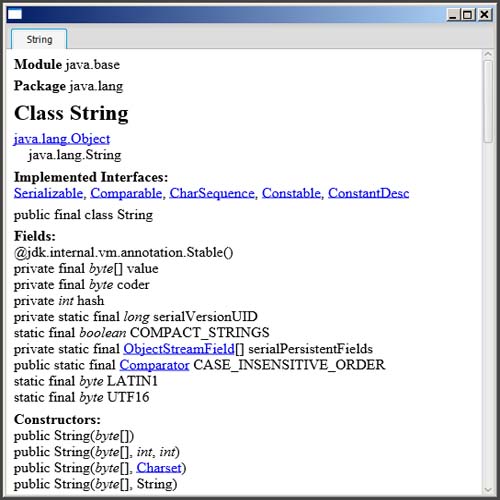 String
Module java.base
Package java.lang
Class String
java.lang.Object
java.lang.String
Implemented Interfaces:
Serializable, Comparable, CharSequence, Constable, ConstantDesc
public final class String
Fields:
@jdk.internal.vm.annotation.Stable()
private final byte[] value
private final byte coder
private int hash
private static final long serialVersionUID
static final boolean COMPACT_STRINGS
private static final ObjectStreamField[] serialPersistentFields
public static final Comparator CASE_INSENSITIVE_ORDER
static final byte LATIN1
static final byte UTF16
Constructors:
public String(byte[])
public String(byte[], int, int)
public String(byte[], Charset)
public String(byte[], String)